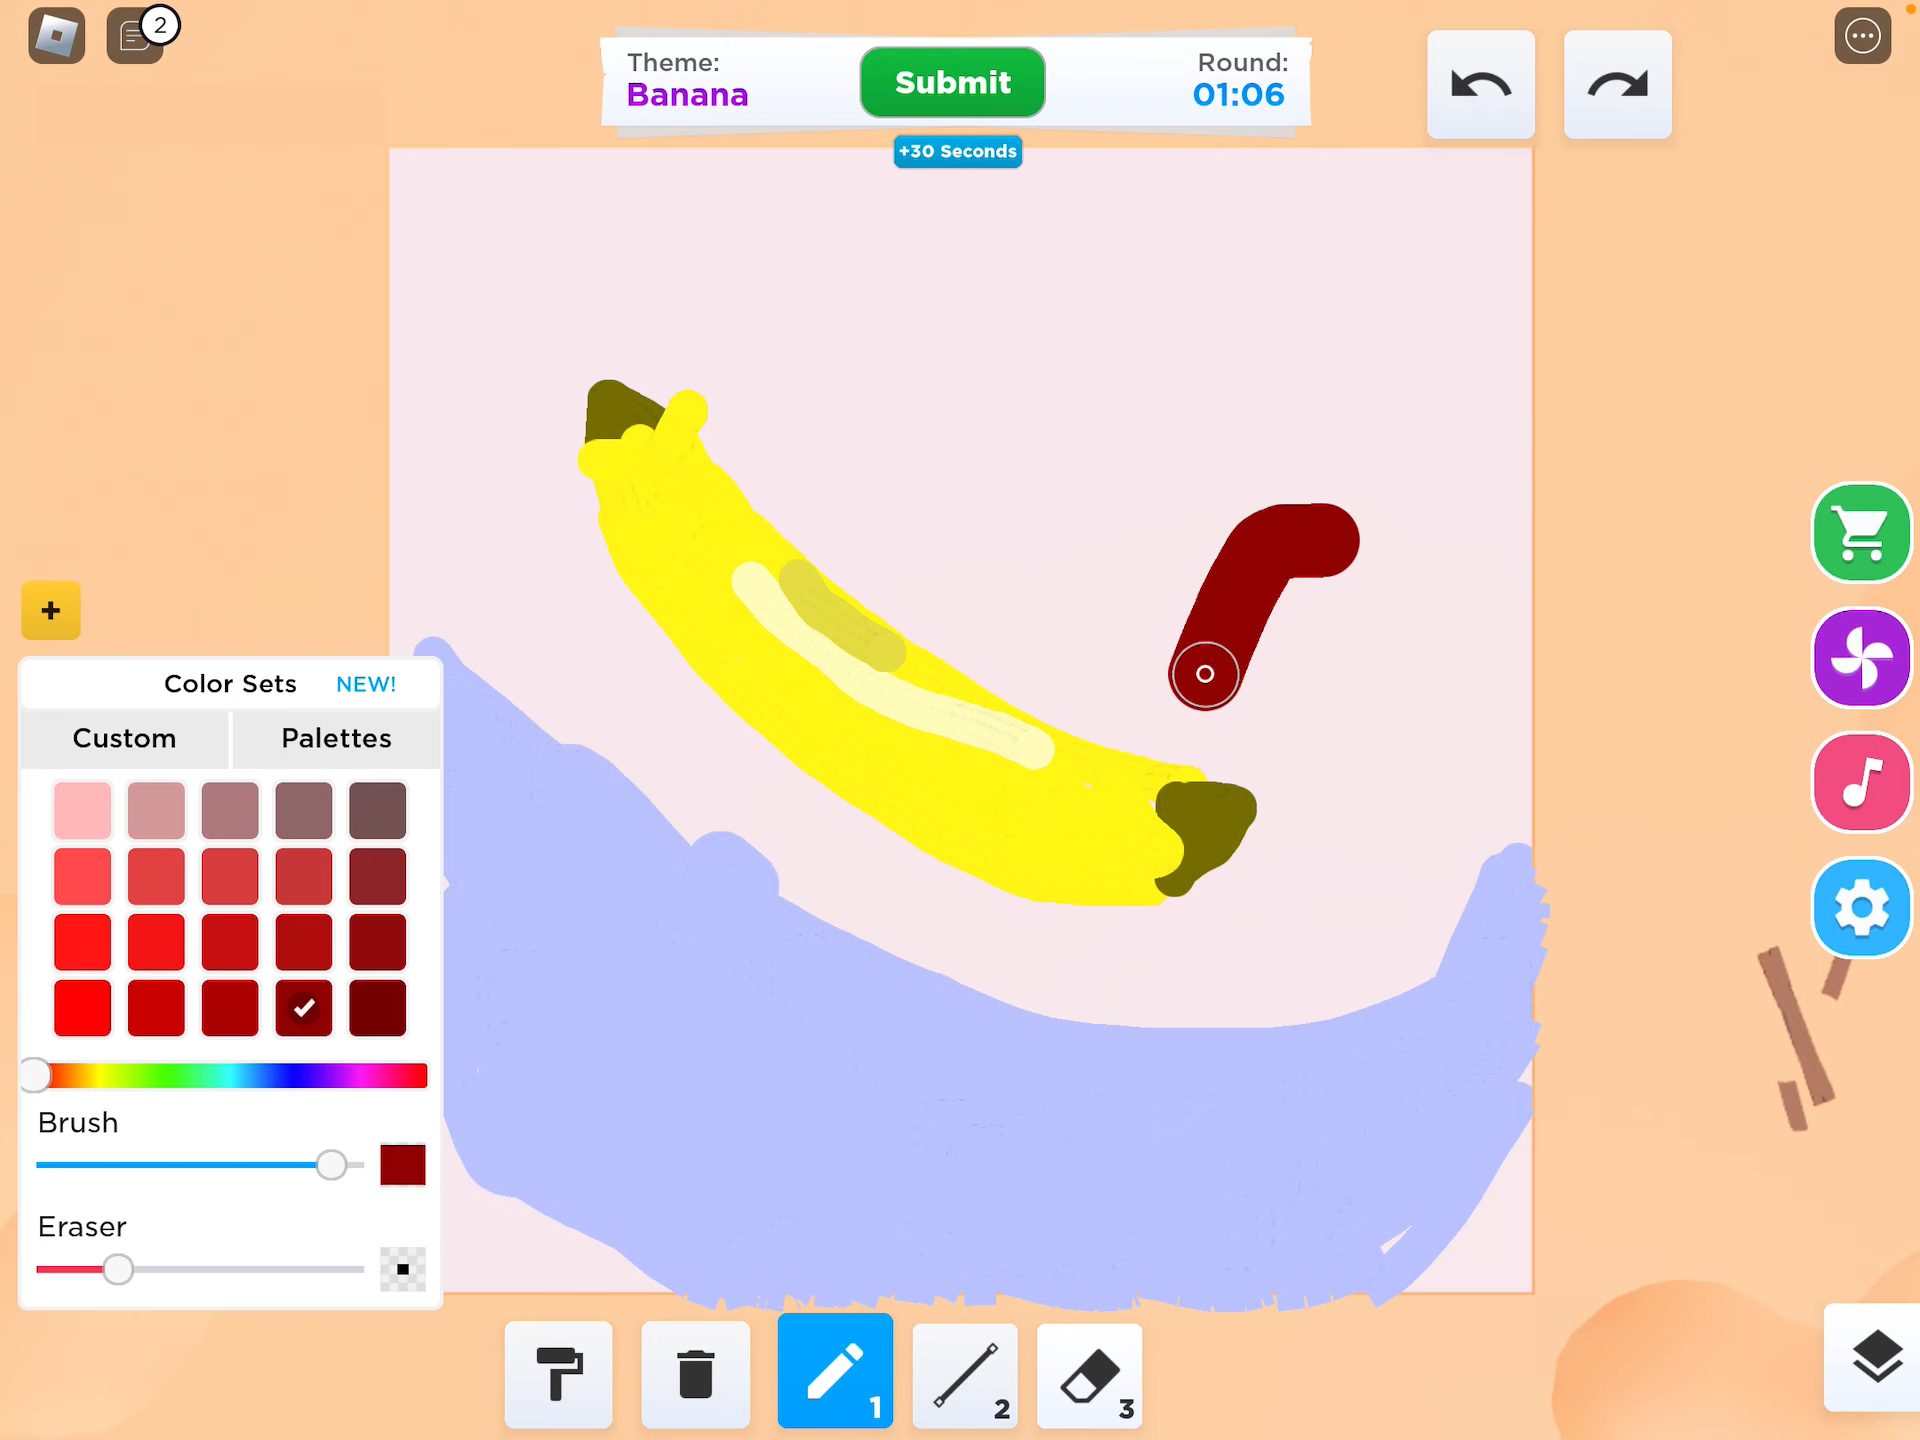 2
Theme:
Banana
Submit
Round:
01:06
+30 Seconds
+
Color Sets NEW!
Custom Palettes
Brush
Eraser
1
2
3